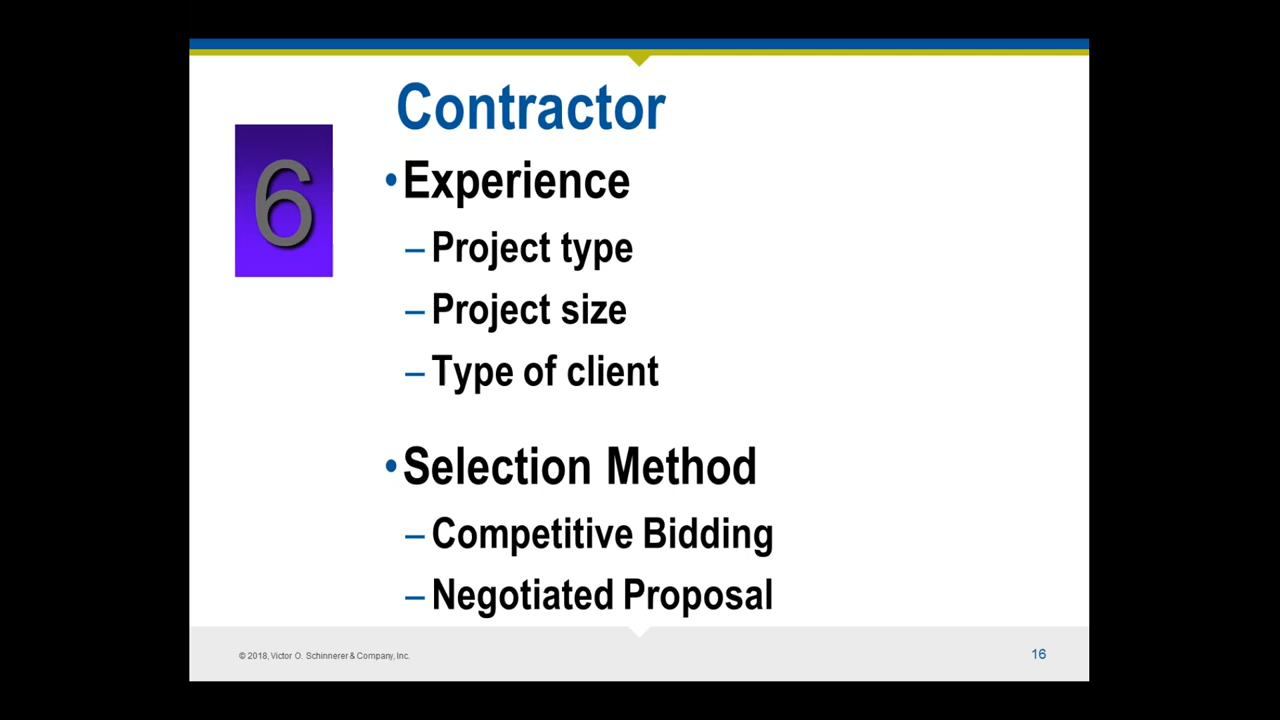 Contractor
6
•Experience
– Project type
– Project size
– Type of client
•Selection Method
– Competitive Bidding
– Negotiated Proposal
© 2018, Victor O. Schinnerer & Company, Inc.
16